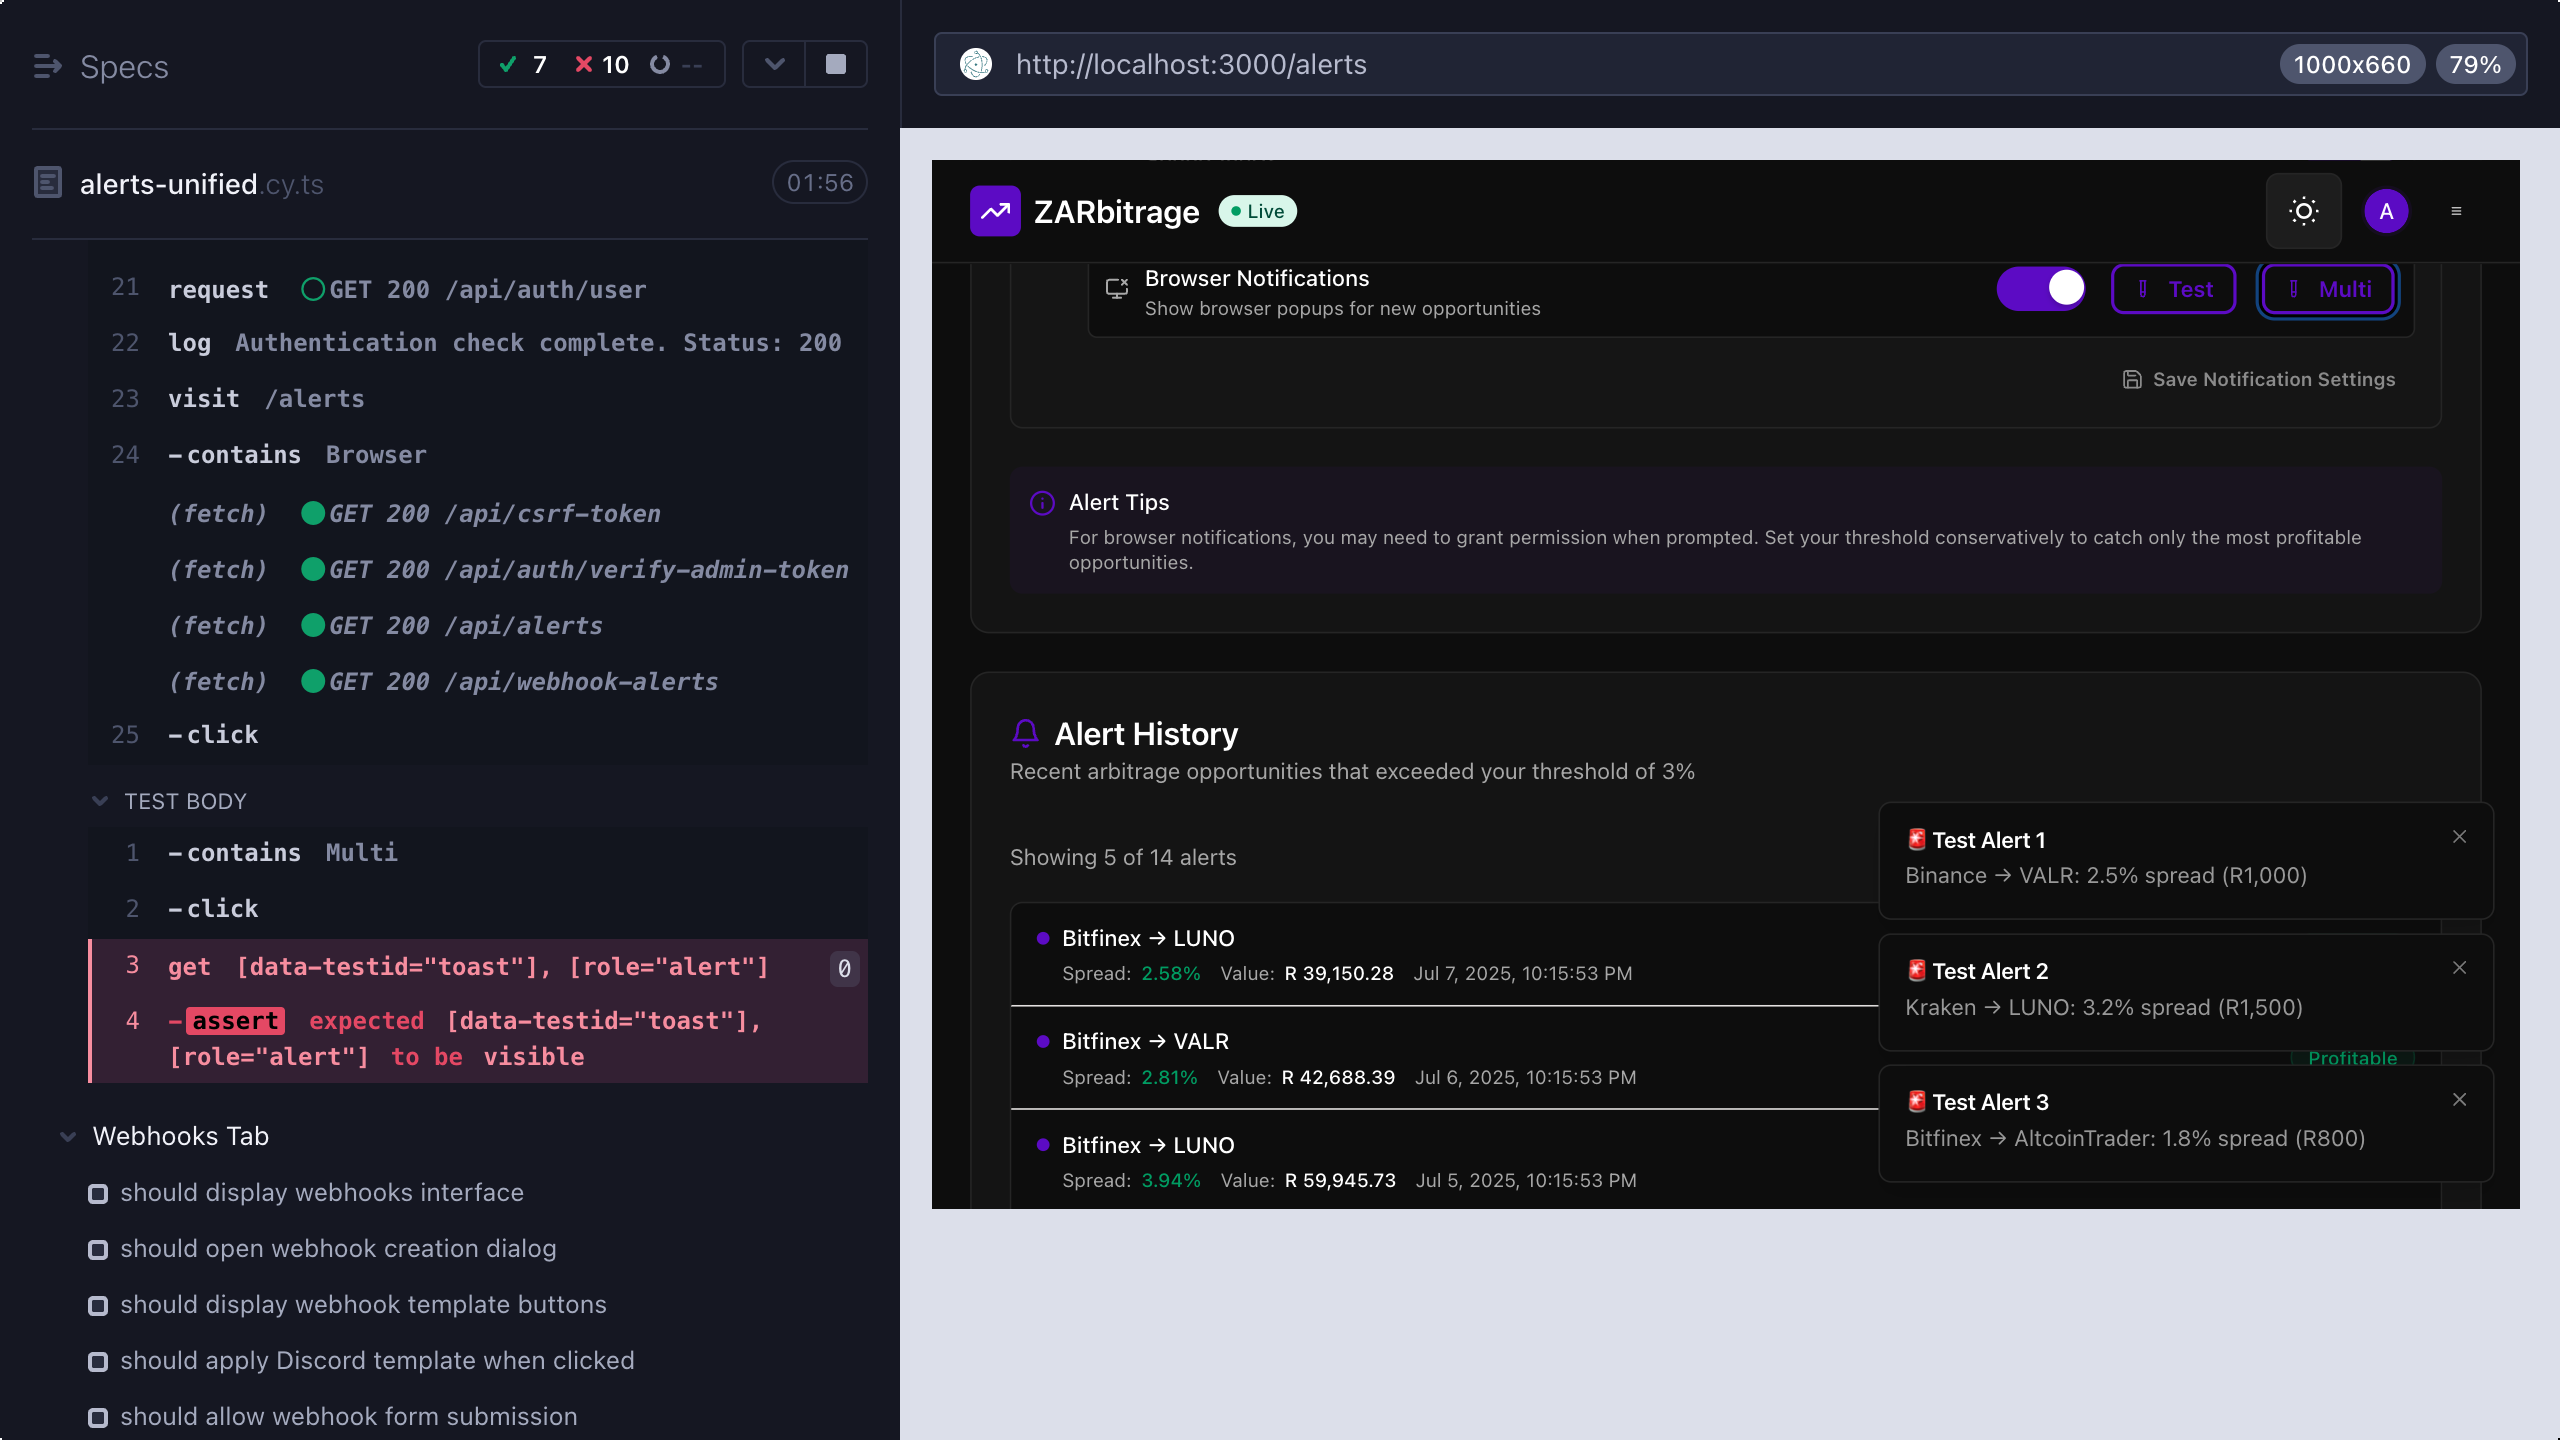 Specs
7 10 --
alerts-unified.cy.ts
01:56
21 request GET 200 /api/auth/user
22 log Authentication check complete. Status: 200
23 visit /alerts
24 -contains Browser
(fetch) GET 200 /api/csrf-token
(fetch) GET 200 /api/auth/verify-admin-token
(fetch) GET 200 /api/alerts
(fetch) GET 200 /api/webhook-alerts
25 -click
TEST BODY
1 -contains Multi
2 -click
3 get [data-testid="toast"], [role="alert"] 0
4 -assert expected [data-testid="toast"],
[role="alert"] to be visible
Webhooks Tab
should display webhooks interface
should open webhook creation dialog
should display webhook template buttons
should apply Discord template when clicked
should allow webhook form submission
http://localhost:3000/alerts
1000x660 79%
ZARbitrage
Live
A
Browser Notifications
Show browser popups for new opportunities
Test
Multi
Save Notification Settings
Alert Tips
For browser notifications, you may need to grant permission when prompted. Set your threshold conservatively to catch only the most profitable
opportunities.
Alert History
Recent arbitrage opportunities that exceeded your threshold of 3%
Showing 5 of 14 alerts
Bitfinex → LUNO
Spread: 2.58% Value: R 39,150.28 Jul 7, 2025, 10:15:53 PM
Bitfinex → VALR
Spread: 2.81% Value: R 42,688.39 Jul 6, 2025, 10:15:53 PM
Profitable
Bitfinex → LUNO
Spread: 3.94% Value: R 59,945.73 Jul 5, 2025, 10:15:53 PM
🚨 Test Alert 1
Binance → VALR: 2.5% spread (R1,000)
🚨 Test Alert 2
Kraken → LUNO: 3.2% spread (R1,500)
🚨 Test Alert 3
Bitfinex → AltcoinTrader: 1.8% spread (R800)